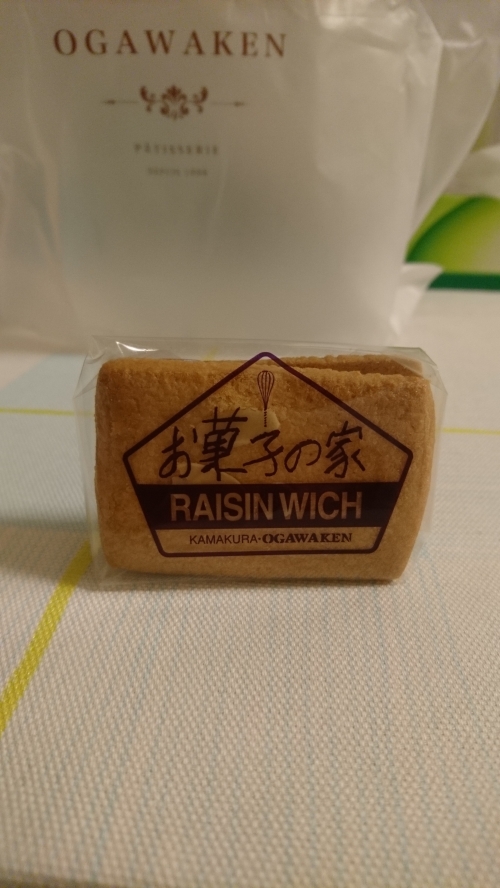 OGAWAKEN
PÂTISSERIE
お菓子の家
RAISIN WICH
KAMAKURA·OGAWAKEN